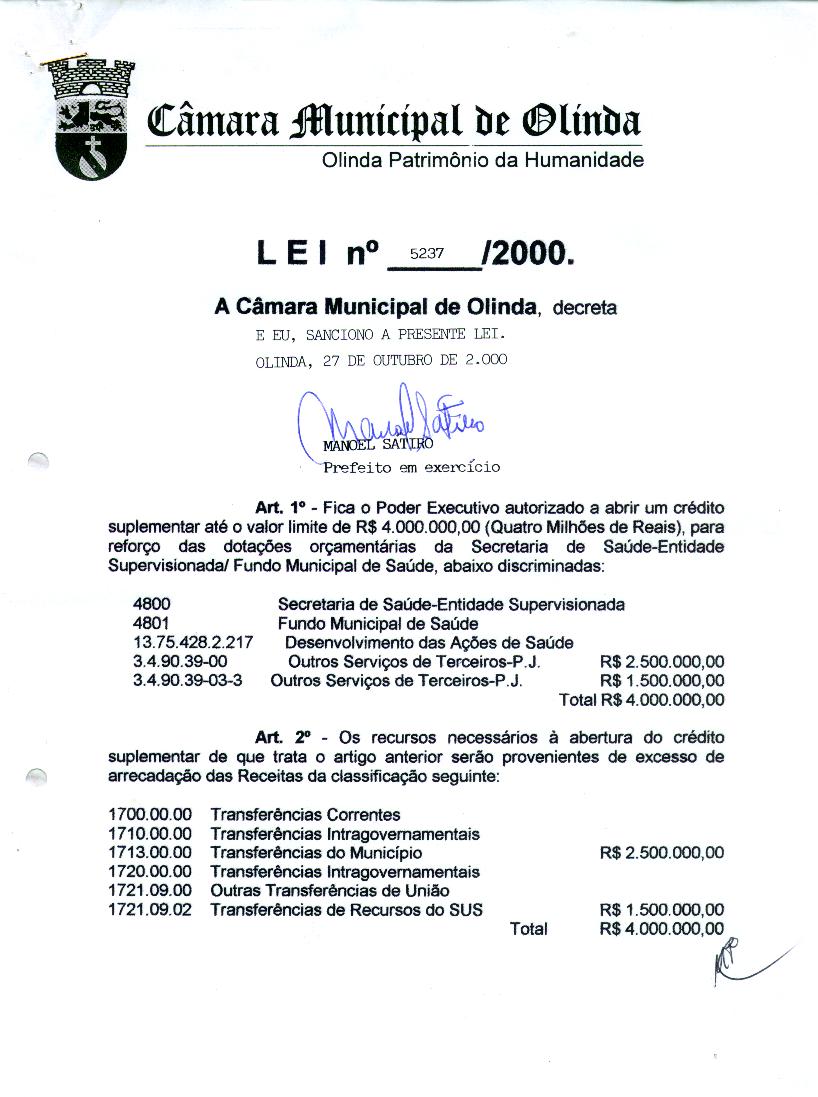 Câmara Municipal de Olinda
Olinda Patrimônio da Humanidade
L E I nº 5237 /2000.
A Câmara Municipal de Olinda, decreta
E EU, SANCIONO A PRESENTE LEI.
OLINDA, 27 DE OUTUBRO DE 2.000
Manoel Satiro
MANOEL SATIRO
Prefeito em exercício
Art. 1º - Fica o Poder Executivo autorizado a abrir um crédito
suplementar até o valor limite de R$ 4.000.000,00 (Quatro Milhões de Reais), para
reforço das dotações orçamentárias da Secretaria de Saúde-Entidade
Supervisionada/ Fundo Municipal de Saúde, abaixo discriminadas:
4800 Secretaria de Saúde-Entidade Supervisionada
4801 Fundo Municipal de Saúde
13.75.428.2.217 Desenvolvimento das Ações de Saúde
3.4.90.39-00 Outros Serviços de Terceiros-P.J. R$ 2.500.000,00
3.4.90.39-03-3 Outros Serviços de Terceiros-P.J. R$ 1.500.000,00
Total R$ 4.000.000,00
Art. 2º - Os recursos necessários à abertura do crédito
suplementar de que trata o artigo anterior serão provenientes de excesso de
arrecadação das Receitas da classificação seguinte:
1700.00.00 Transferências Correntes
1710.00.00 Transferências Intragovernamentais
1713.00.00 Transferências do Município R$ 2.500.000,00
1720.00.00 Transferências Intragovernamentais
1721.09.00 Outras Transferências de União
1721.09.02 Transferências de Recursos do SUS R$ 1.500.000,00
Total R$ 4.000.000,00